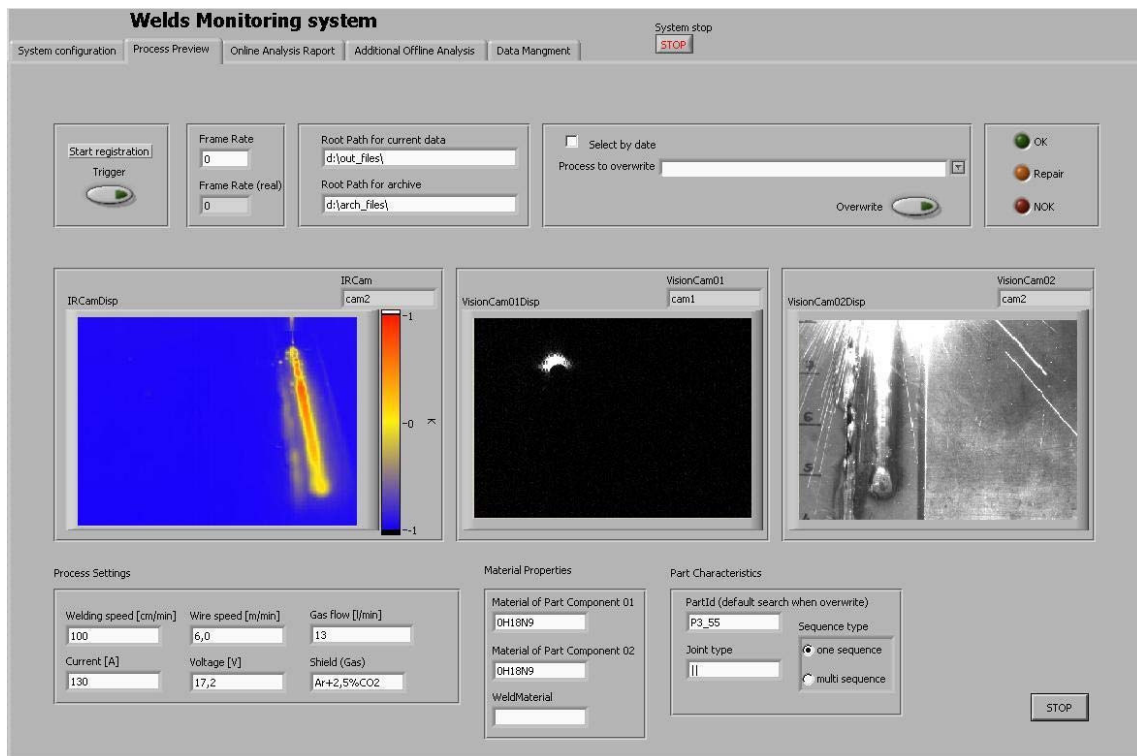 Welds Monitoring system
System stop
STOP
System configuration
Process Preview
Online Analysis Raport
Additional Offline Analysis
Data Mangment
Start registration
Trigger
Frame Rate
0
Frame Rate (real)
0
Root Path for current data
d:\out_files\
Root Path for archive
d:\arch_files\
Select by date
Process to overwrite
Overwrite
OK
Repair
NOK
IRCamDisp
IRCam
cam2
-1
-0
K
--1
VisionCam01Disp
VisionCam01
cam1
VisionCam02Disp
VisionCam02
cam2
6
5
Process Settings
Welding speed [cm/min]
100
Wire speed [m/min]
6,0
Gas flow [l/min]
13
Current [A]
130
Voltage [V]
17,2
Shield (Gas)
Ar+2,5%CO2
Material Properties
Material of Part Component 01
0H18N9
Material of Part Component 02
0H18N9
WeldMaterial
Part Characteristics
PartId (default search when overwrite)
P3_55
Joint type
||
Sequence type
one sequence
multi sequence
STOP